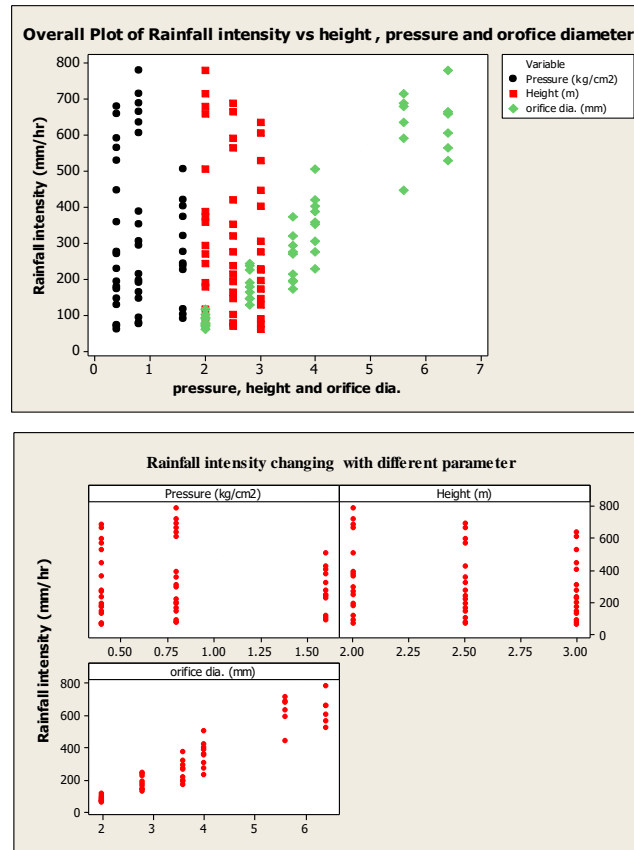 Overall Plot of Rainfall intensity vs height , pressure and orofice diameter
800
700
600
500
400
300
200
100
0
Rainfall intensity (mm/hr)
0 1 2 3 4 5 6 7
pressure, height and orifice dia.
Variable
Pressure (kg/cm2)
Height (m)
orifice dia. (mm)
Rainfall intensity changing with different parameter
Pressure (kg/cm2) Height (m)
800
600
400
200
0
0.50 0.75 1.00 1.25 1.50 2.00 2.25 2.50 2.75 3.00
orifice dia. (mm)
800
600
400
200
0
2 3 4 5 6
Rainfall intensity (mm/hr)